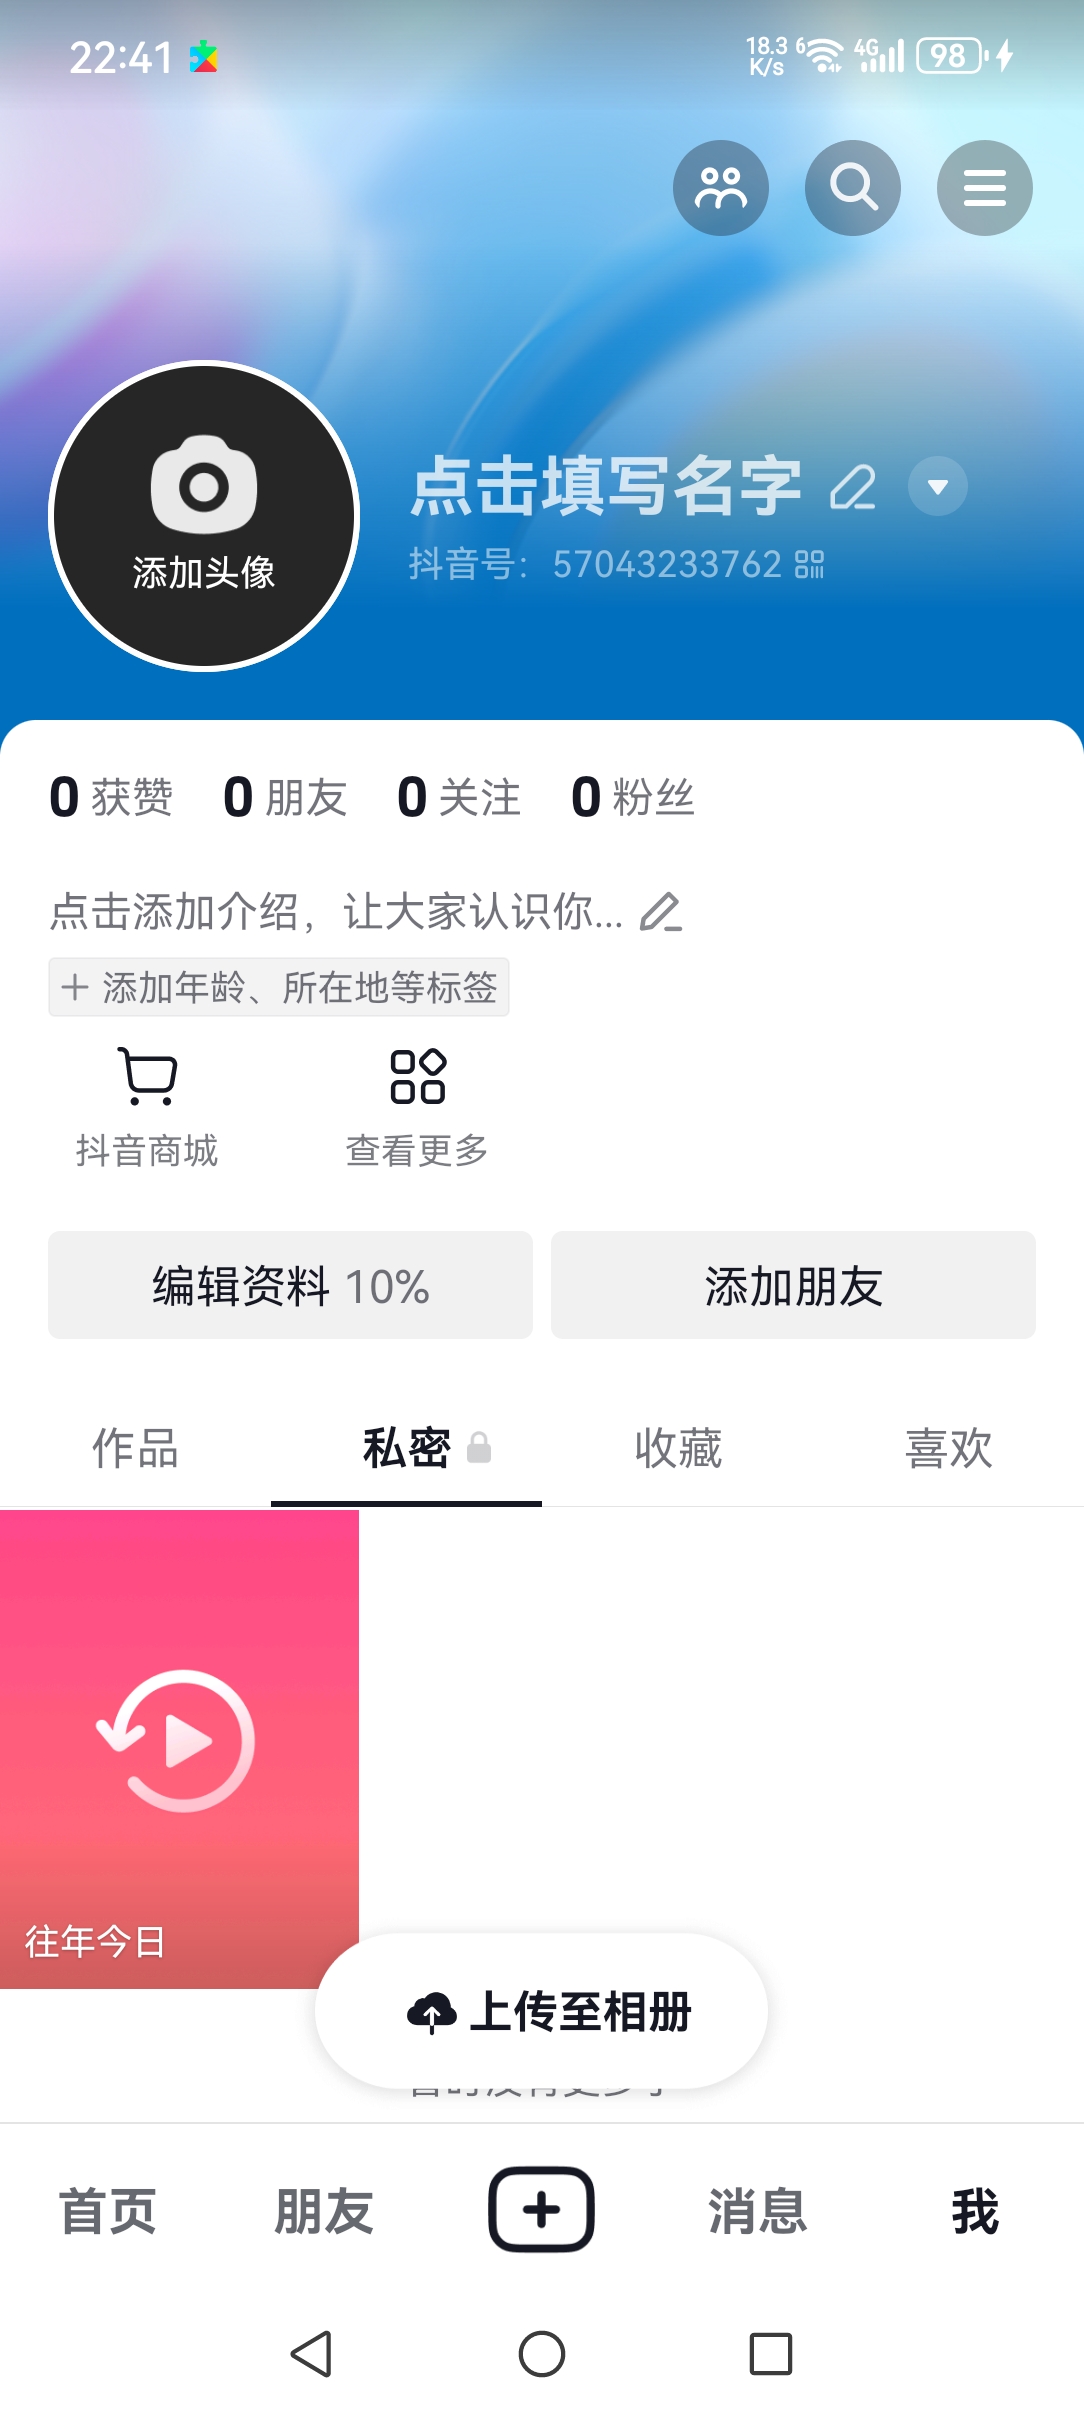 22:41
18.3 K/s 6 4G 98
点击填写名字
添加头像
抖音号：57043233762
0 获赞 0 朋友 0 关注 0 粉丝
点击添加介绍，让大家认识你...
+ 添加年龄、所在地等标签
抖音商城 查看更多
编辑资料 10% 添加朋友
作品 私密 收藏 喜欢
往年今日
上传至相册
首页 朋友 消息 我